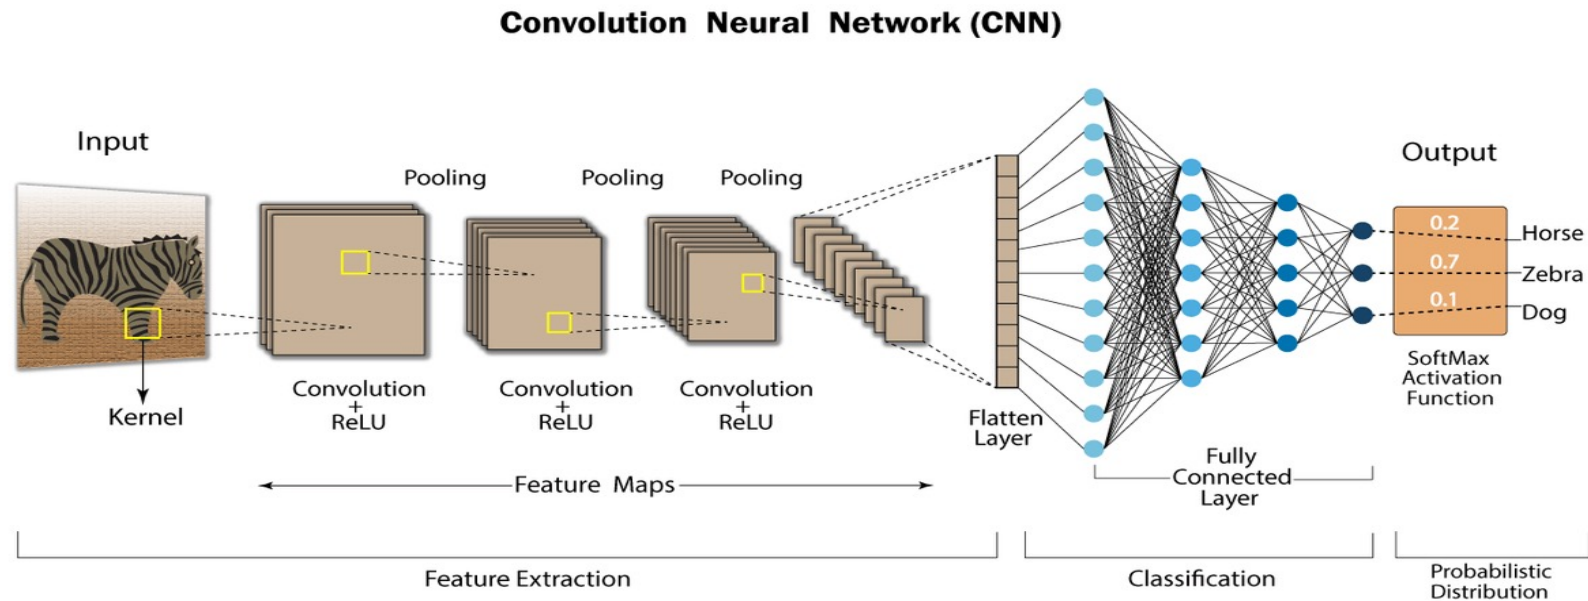 Convolution Neural Network (CNN)
Input
Kernel
Pooling
Pooling
Pooling
Convolution
+
ReLU
Convolution
+
ReLU
Convolution
+
ReLU
Feature Maps
Flatten
Layer
Fully
Connected
Layer
Output
0.2
Horse
0.7
Zebra
0.1
Dog
SoftMax
Activation
Function
Feature Extraction
Classification
Probabilistic
Distribution